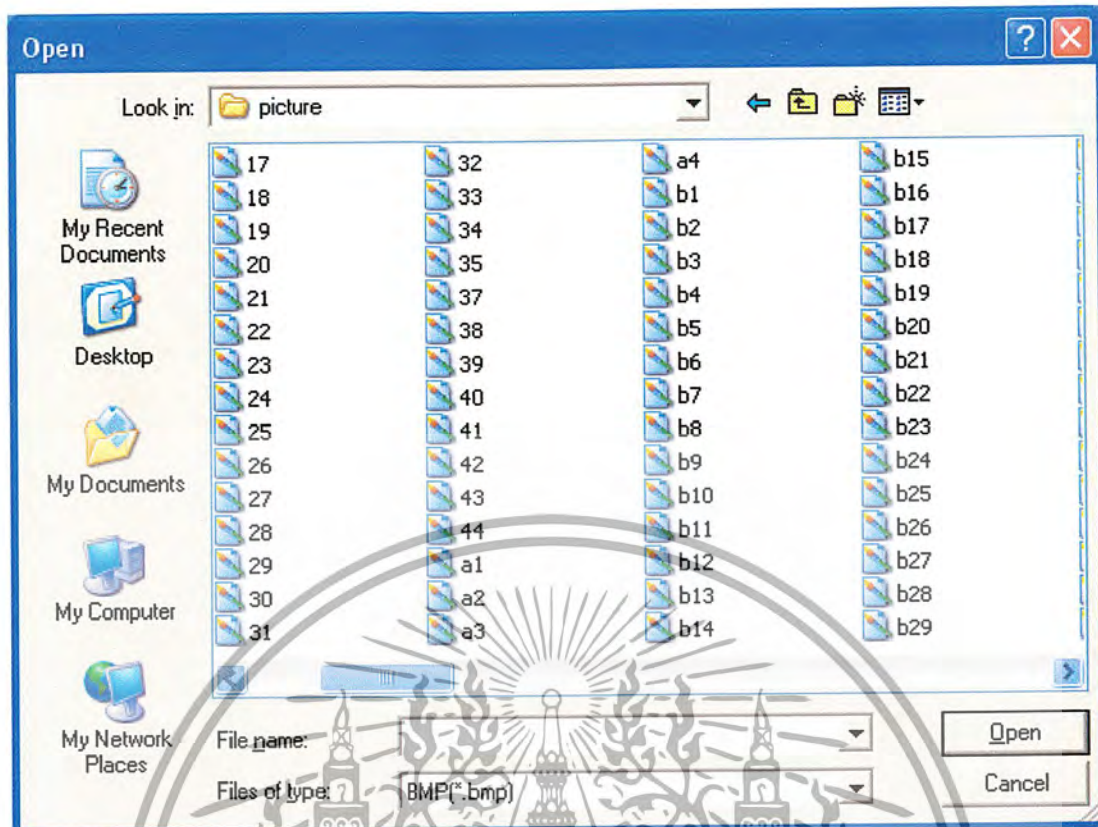 Open
Look in: picture
My Recent
Documents
Desktop
My Documents
My Computer
My Network
Places
17
18
19
20
21
22
23
24
25
26
27
28
29
30
31
32
33
34
35
37
38
39
40
41
42
43
44
a1
a2
a3
a4
b1
b2
b3
b4
b5
b6
b7
b8
b9
b10
b11
b12
b13
b14
b15
b16
b17
b18
b19
b20
b21
b22
b23
b24
b25
b26
b27
b28
b29
File name:
Open
Files of type: BMP(*.bmp)
Cancel